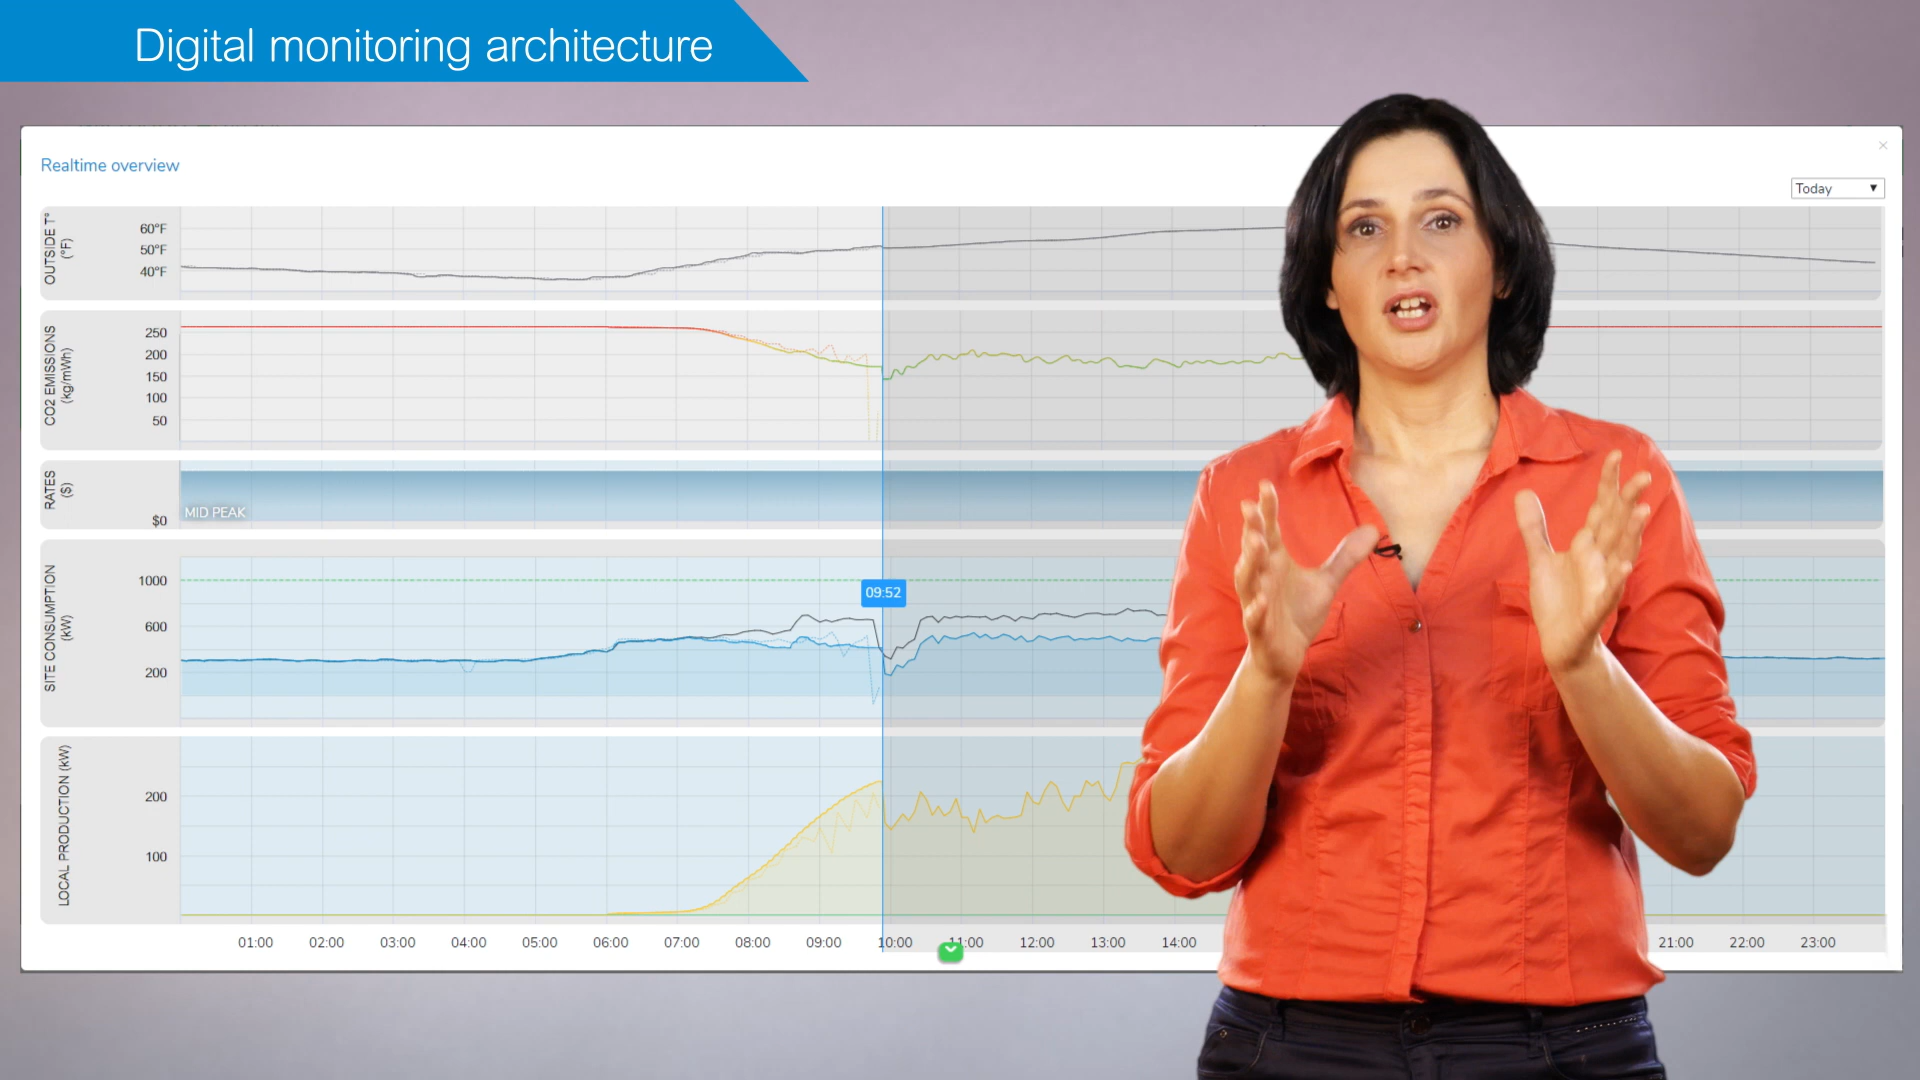 Digital monitoring architecture
Realtime overview
Today
OUTSIDE T°
(°F)
60°F
50°F
40°F
CO2 EMISSIONS
(kg/mWh)
250
200
150
100
50
RATES
($)
$0
MID PEAK
SITE CONSUMPTION
(kW)
1000
600
200
09:52
LOCAL PRODUCTION (kW)
200
100
01:00 02:00 03:00 04:00 05:00 06:00 07:00 08:00 09:00 10:00 11:00 12:00 13:00 14:00 21:00 22:00 23:00